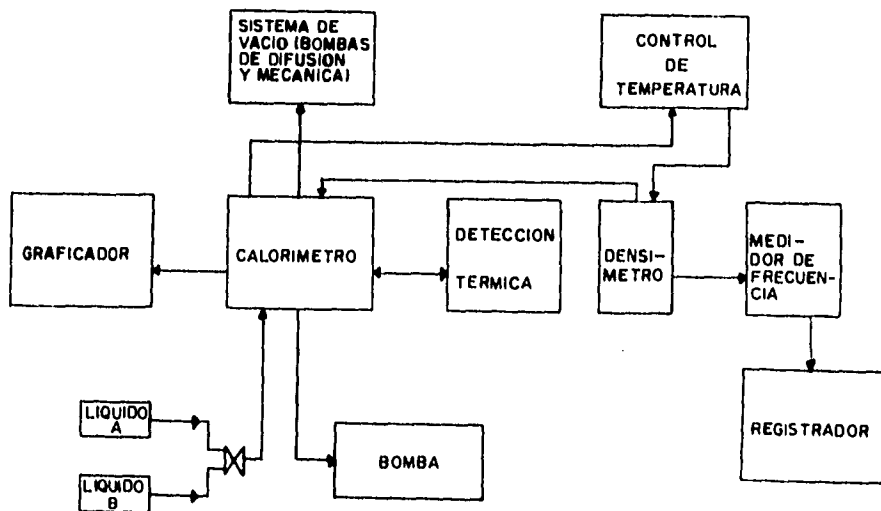 SISTEMA DE
VACIO (BOMBAS
DE DIFUSION
Y MECANICA)
CONTROL
DE
TEMPERATURA
GRAFICADOR
CALORIMETRO
DETECCION
TERMICA
DENSI-
METRO
MEDI-
DOR DE
FRECUEN-
CIA
LIQUIDO
A
LIQUIDO
B
BOMBA
REGISTRADOR